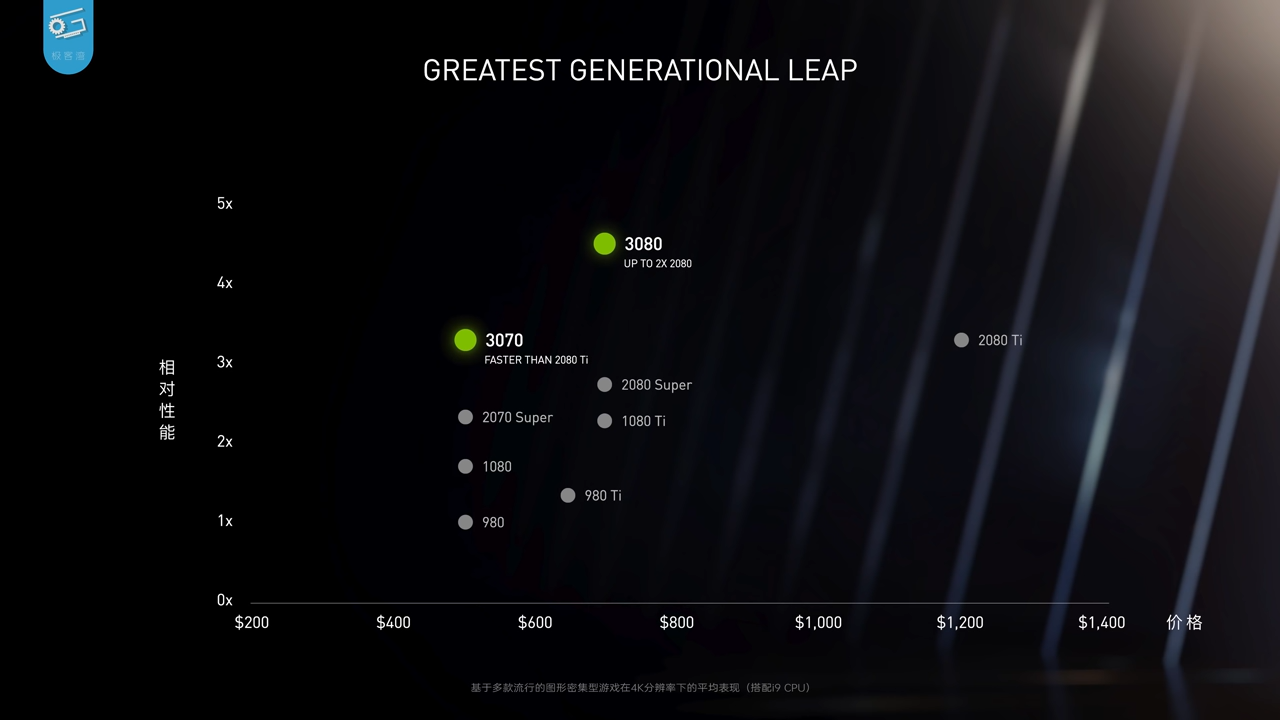 极客湾
GREATEST GENERATIONAL LEAP
5x
3080
UP TO 2X 2080
4x
3070
FASTER THAN 2080 Ti
2080 Ti
3x
相对性能
2080 Super
2070 Super
1080 Ti
2x
1080
980 Ti
1x
980
0x
$200
$400
$600
$800
$1,000
$1,200
$1,400
价格
基于多款流行的图形密集型游戏在4K分辨率下的平均表现（搭配i9 CPU）